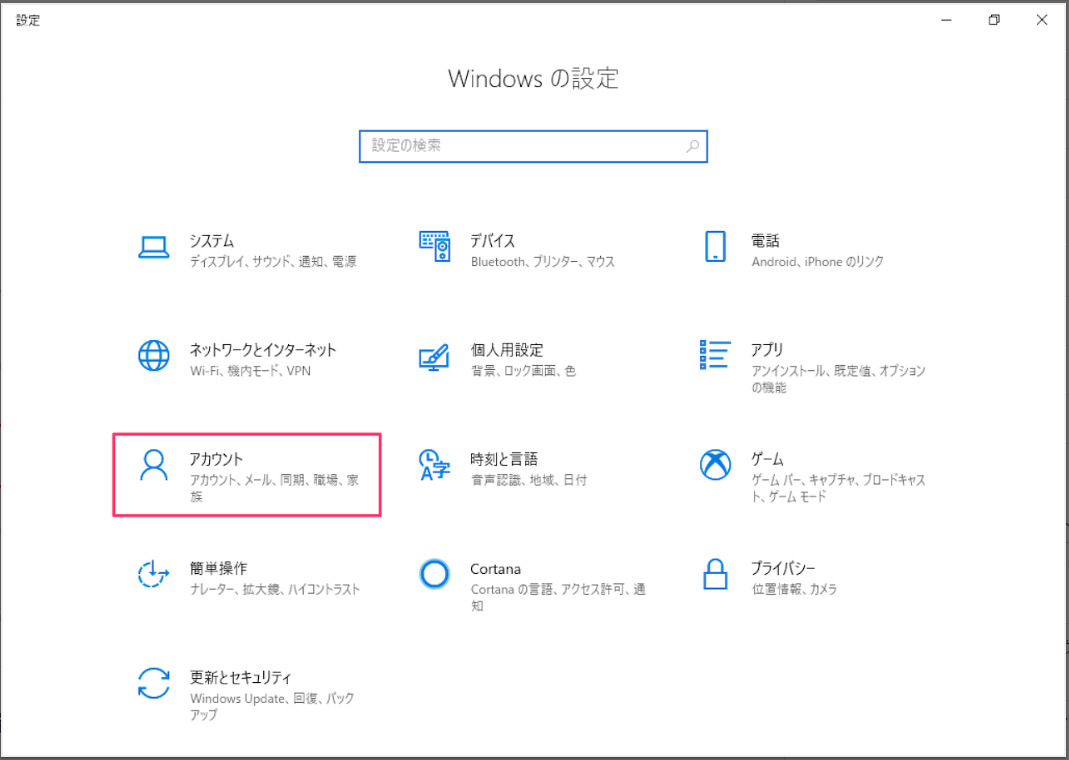 設定
Windows の設定
設定の検索
システム
ディスプレイ、サウンド、通知、電源
デバイス
Bluetooth、プリンター、マウス
電話
Android、iPhone のリンク
ネットワークとインターネット
Wi-Fi、機内モード、VPN
個人用設定
背景、ロック画面、色
アプリ
アンインストール、既定値、オプション
の機能
アカウント
アカウント、メール、同期、職場、家
族
時刻と言語
音声認識、地域、日付
ゲーム
ゲーム バー、キャプチャ、ブロードキャス
ト、ゲーム モード
簡単操作
ナレーター、拡大鏡、ハイコントラスト
Cortana
Cortana の言語、アクセス許可、通
知
プライバシー
位置情報、カメラ
更新とセキュリティ
Windows Update、回復、バック
アップ